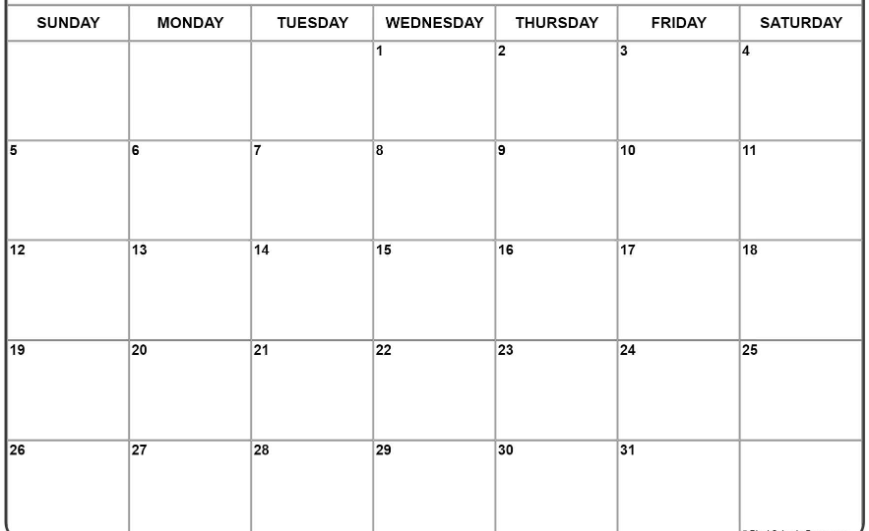 SUNDAY MONDAY TUESDAY WEDNESDAY THURSDAY FRIDAY SATURDAY
1 2 3 4
5 6 7 8 9 10 11
12 13 14 15 16 17 18
19 20 21 22 23 24 25
26 27 28 29 30 31